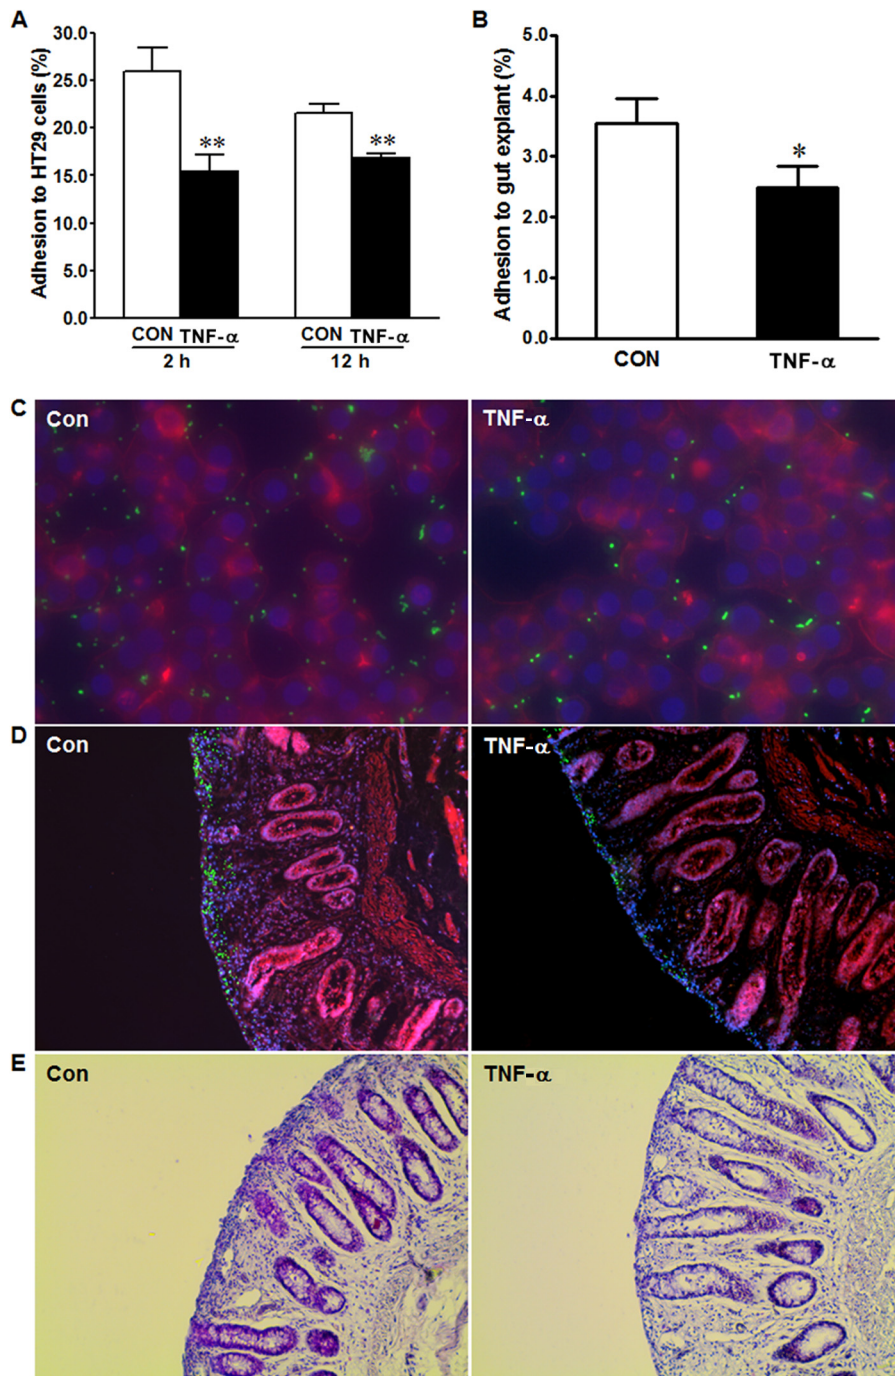 A
Adhesion to HT29 cells (%)
30.0
25.0
20.0
15.0
10.0
5.0
0.0
**
**
CON TNF-α CON TNF-α
2 h 12 h
B
Adhesion to gut explant (%)
5.0
4.0
3.0
2.0
1.0
0.0
*
CON TNF-α
C Con TNF-α
D Con TNF-α
E Con TNF-α